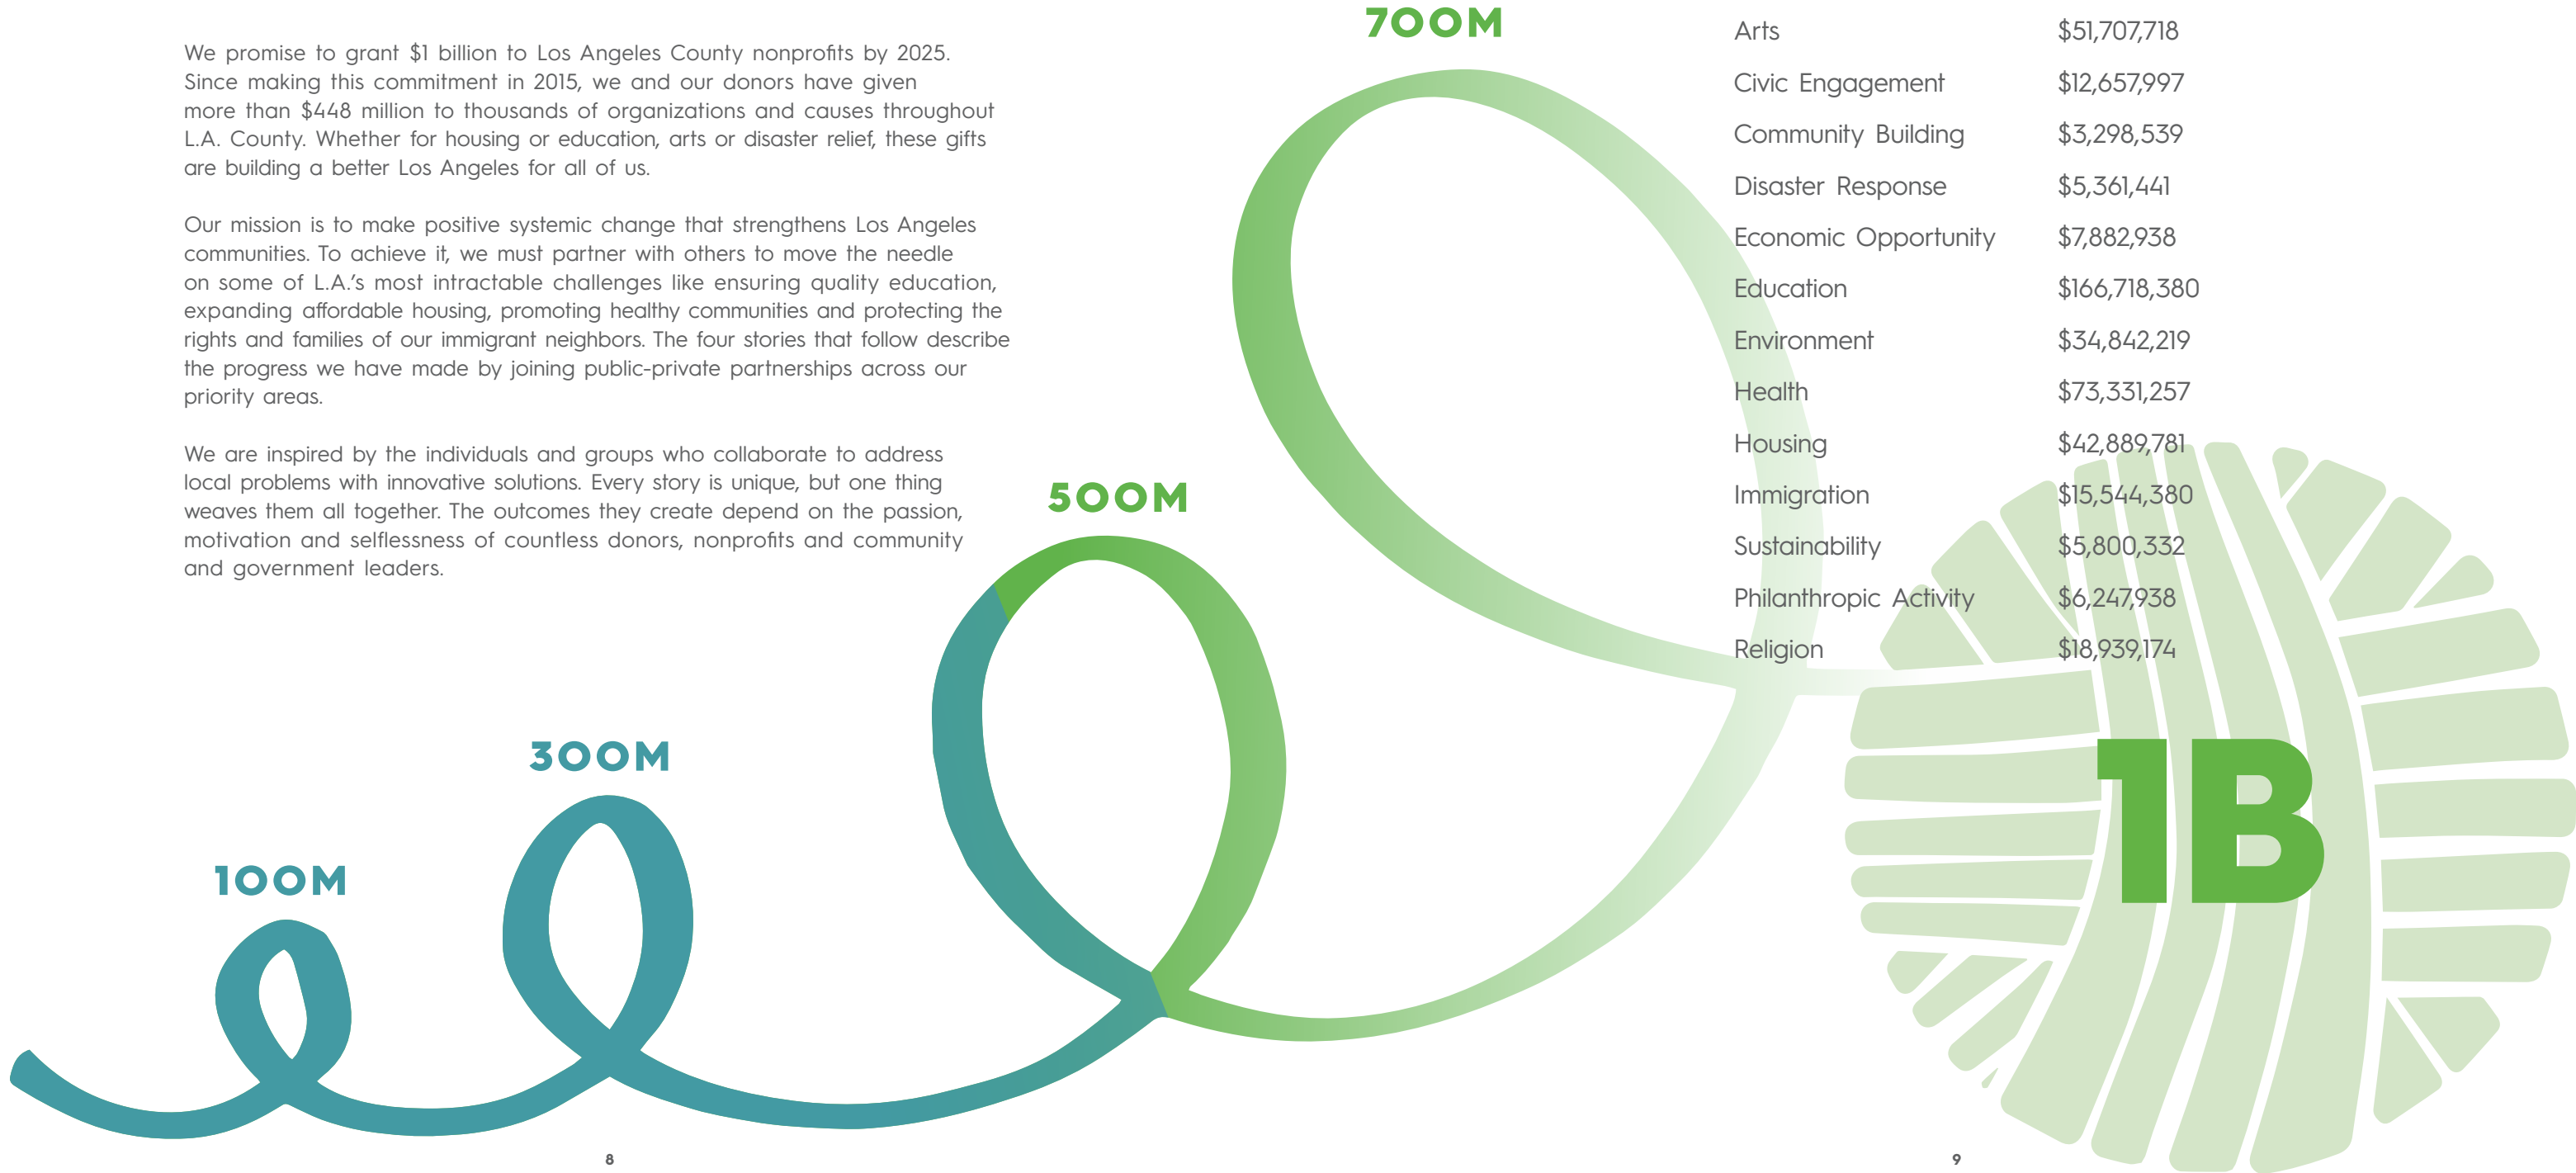 We promise to grant $1 billion to Los Angeles County nonprofits by 2025.
Since making this commitment in 2015, we and our donors have given
more than $448 million to thousands of organizations and causes throughout
L.A. County. Whether for housing or education, arts or disaster relief, these gifts
are building a better Los Angeles for all of us.
Our mission is to make positive systemic change that strengthens Los Angeles
communities. To achieve it, we must partner with others to move the needle
on some of L.A.’s most intractable challenges like ensuring quality education,
expanding affordable housing, promoting healthy communities and protecting the
rights and families of our immigrant neighbors. The four stories that follow describe
the progress we have made by joining public-private partnerships across our
priority areas.
We are inspired by the individuals and groups who collaborate to address
local problems with innovative solutions. Every story is unique, but one thing
weaves them all together. The outcomes they create depend on the passion,
motivation and selflessness of countless donors, nonprofits and community
and government leaders.
100M
300M
500M
700M
1B
Arts $51,707,718
Civic Engagement $12,657,997
Community Building $3,298,539
Disaster Response $5,361,441
Economic Opportunity $7,882,938
Education $166,718,380
Environment $34,842,219
Health $73,331,257
Housing $42,889,781
Immigration $15,544,380
Sustainability $5,800,332
Philanthropic Activity $6,247,938
Religion $18,939,174
8
9